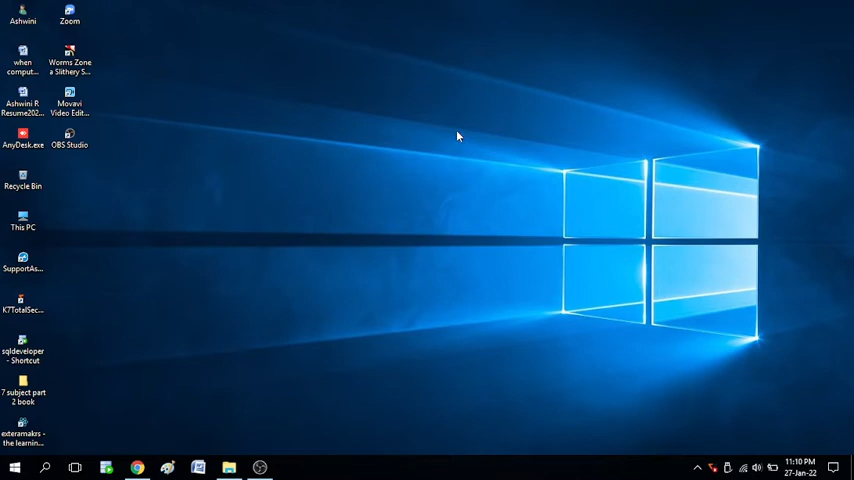 Ashwini
Zoom
when
comput...
Worms Zone
a Slithery S...
Ashwini R
Resume202...
Movavi
Video Edit...
AnyDesk.exe
OBS Studio
Recycle Bin
This PC
SupportAs...
K7TotalSec...
sqldeveloper
- Shortcut
7 subject part
2 book
exteramakrs -
the learnin...
11:10 PM
27-Jan-22